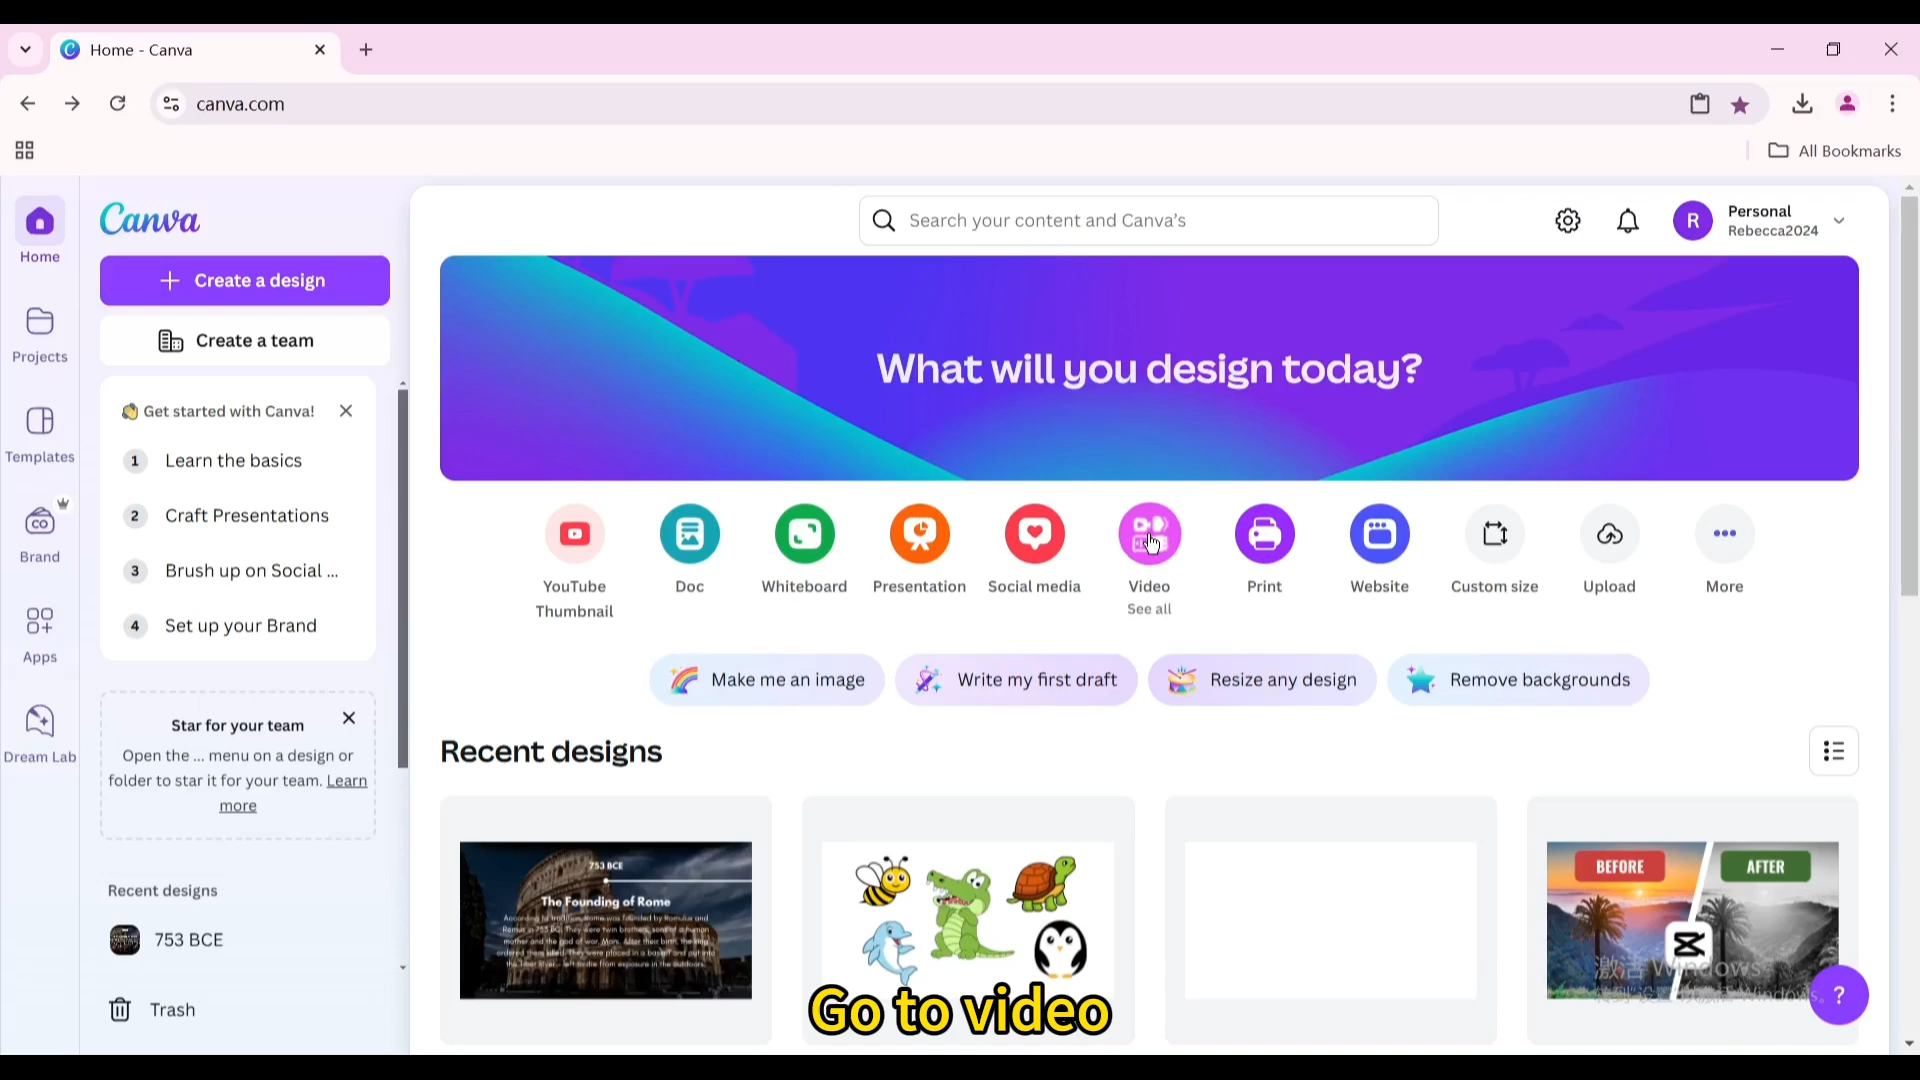 Home - Canva
canva.com
All Bookmarks
Home
Projects
Templates
CO
Brand
Apps
Dream Lab
Canva
Create a design
Create a team
Get started with Canva!
1 Learn the basics
2 Craft Presentations
3 Brush up on Social ...
4 Set up your Brand
Star for your team
Open the ... menu on a design or
folder to star it for your team. Learn
more
Recent designs
753 BCE
Trash
Search your content and Canva's
R
Personal
Rebecca2024
What will you design today?
YouTube
Thumbnail
Doc
Whiteboard
Presentation
Social media
Video
See all
Print
Website
Custom size
Upload
More
Make me an image
Write my first draft
Resize any design
Remove backgrounds
Recent designs
753 BCE
The Founding of Rome
BEFORE
AFTER
激活 Windows
?
Go to video